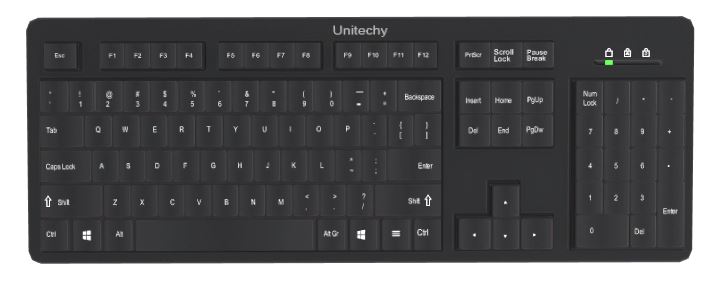 Unitechy
Esc F1 F2 F3 F4 F5 F6 F7 F8 F9 F10 F11 F12 PrtScr Scroll Lock Pause Break
! @ # $ % & ( )
1 2 3 4 5 6 7 8 9 0 Backspace Insert Home PgUp Num Lock /
Tab Q W E R T Y U I O P { [ } ] Del End PgDw 7 8 9 +
Caps Lock A S D F G H J K L Enter 4 5 6
Shift Z X C V B N M < > ? / Shift 1 2 3 Enter
Ctrl Alt Alt Gr Ctrl 0 Del